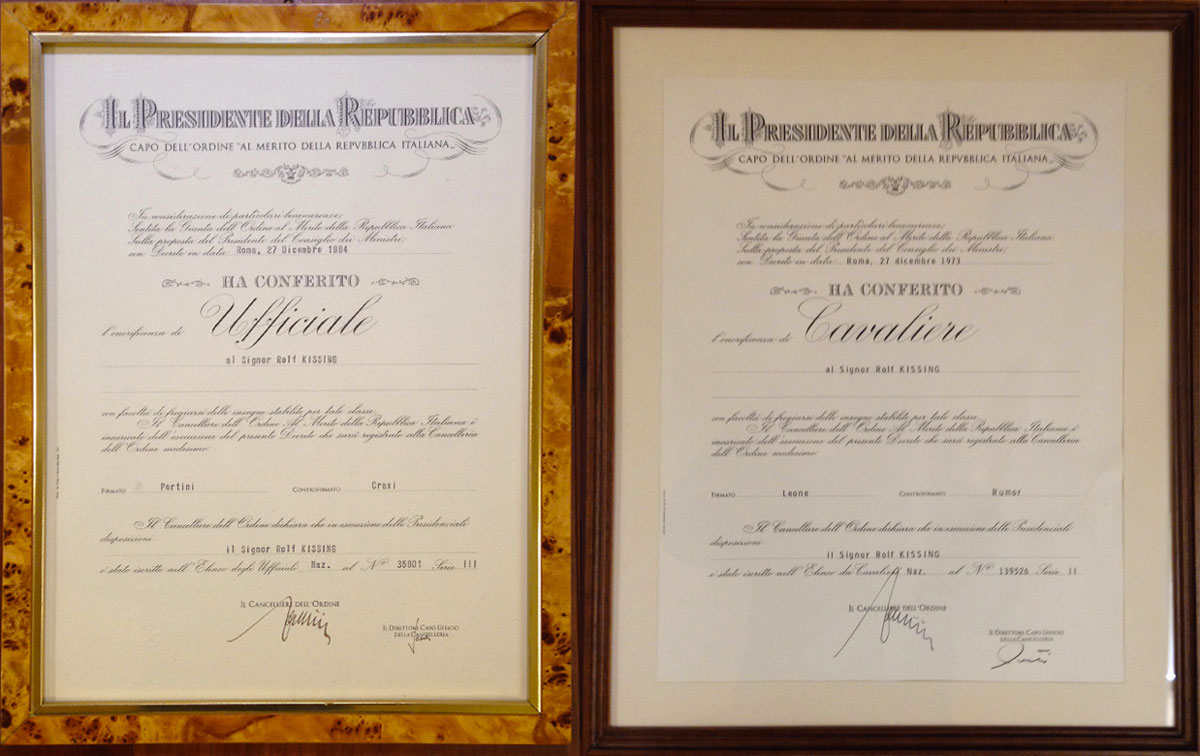 IL PRESIDENTE DELLA REPUBBLICA
CAPO DELL'ORDINE "AL MERITO DELLA REPVBBLICA ITALIANA„
In considerazione di particolari benemerenze;
Sentita la Giunta dell'Ordine al Merito della Repubblica Italiana
Sulla proposta del Presidente del Consiglio dei Ministri;
con Decreto in data Roma, 27 Dicembre 1984
HA CONFERITO
l'onorificenza di Ufficiale
al Signor Rolf KISSING
con facoltà di fregiarsi delle insegne stabilite per tale classe.
Il Cancelliere dell'Ordine Al Merito della Repubblica Italiana è
incaricato dell'esecuzione del presente Decreto che sarà registrato alla Cancelleria
dell'Ordine medesimo.
FIRMATO Pertini CONTROFIRMATO Craxi
Il Cancelliere dell'Ordine dichiara che in esecuzione delle Presidenziali
disposizioni
il Signor Rolf KISSING
è stato iscritto nell'Elenco degli Ufficiali Naz. al N° 35901 Serie III
IL CANCELLIERE DELL'ORDINE
IL DIRETTORE CAPO UFFICIO
DELLA CANCELLERIA
IL PRESIDENTE DELLA REPUBBLICA
CAPO DELL'ORDINE "AL MERITO DELLA REPVBBLICA ITALIANA„
In considerazione di particolari benemerenze;
Sentita la Giunta dell'Ordine al Merito della Repubblica Italiana
Sulla proposta del Presidente del Consiglio dei Ministri;
con Decreto in data Roma, 27 dicembre 1973
HA CONFERITO
l'onorificenza di Cavaliere
al Signor Rolf KISSING
con facoltà di fregiarsi delle insegne stabilite per tale classe.
Il Cancelliere dell'Ordine Al Merito della Repubblica Italiana è
incaricato dell'esecuzione del presente Decreto che sarà registrato alla Cancelleria
dell'Ordine medesimo.
FIRMATO Leone CONTROFIRMATO Rumor
Il Cancelliere dell'Ordine dichiara che in esecuzione delle Presidenziali
disposizioni
il Signor Rolf KISSING
è stato iscritto nell'Elenco dei Cavalieri Naz. al N° 139526 Serie II
IL CANCELLIERE DELL'ORDINE
IL DIRETTORE CAPO UFFICIO
DELLA CANCELLERIA